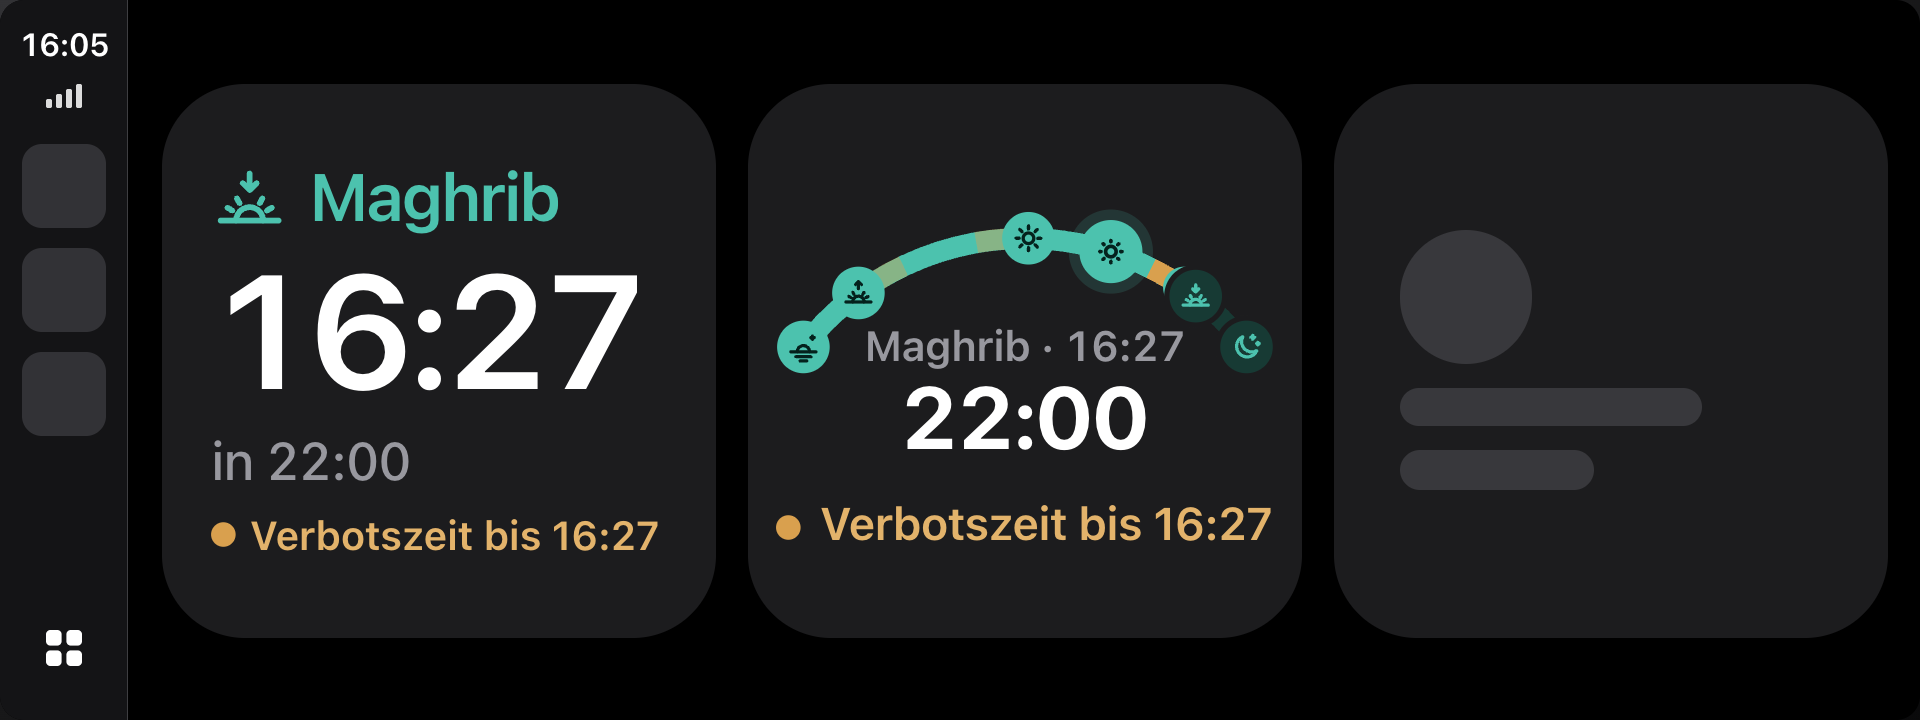 16:05
Maghrib
16:27
in 22:00
Verbotszeit bis 16:27
Maghrib · 16:27
22:00
Verbotszeit bis 16:27